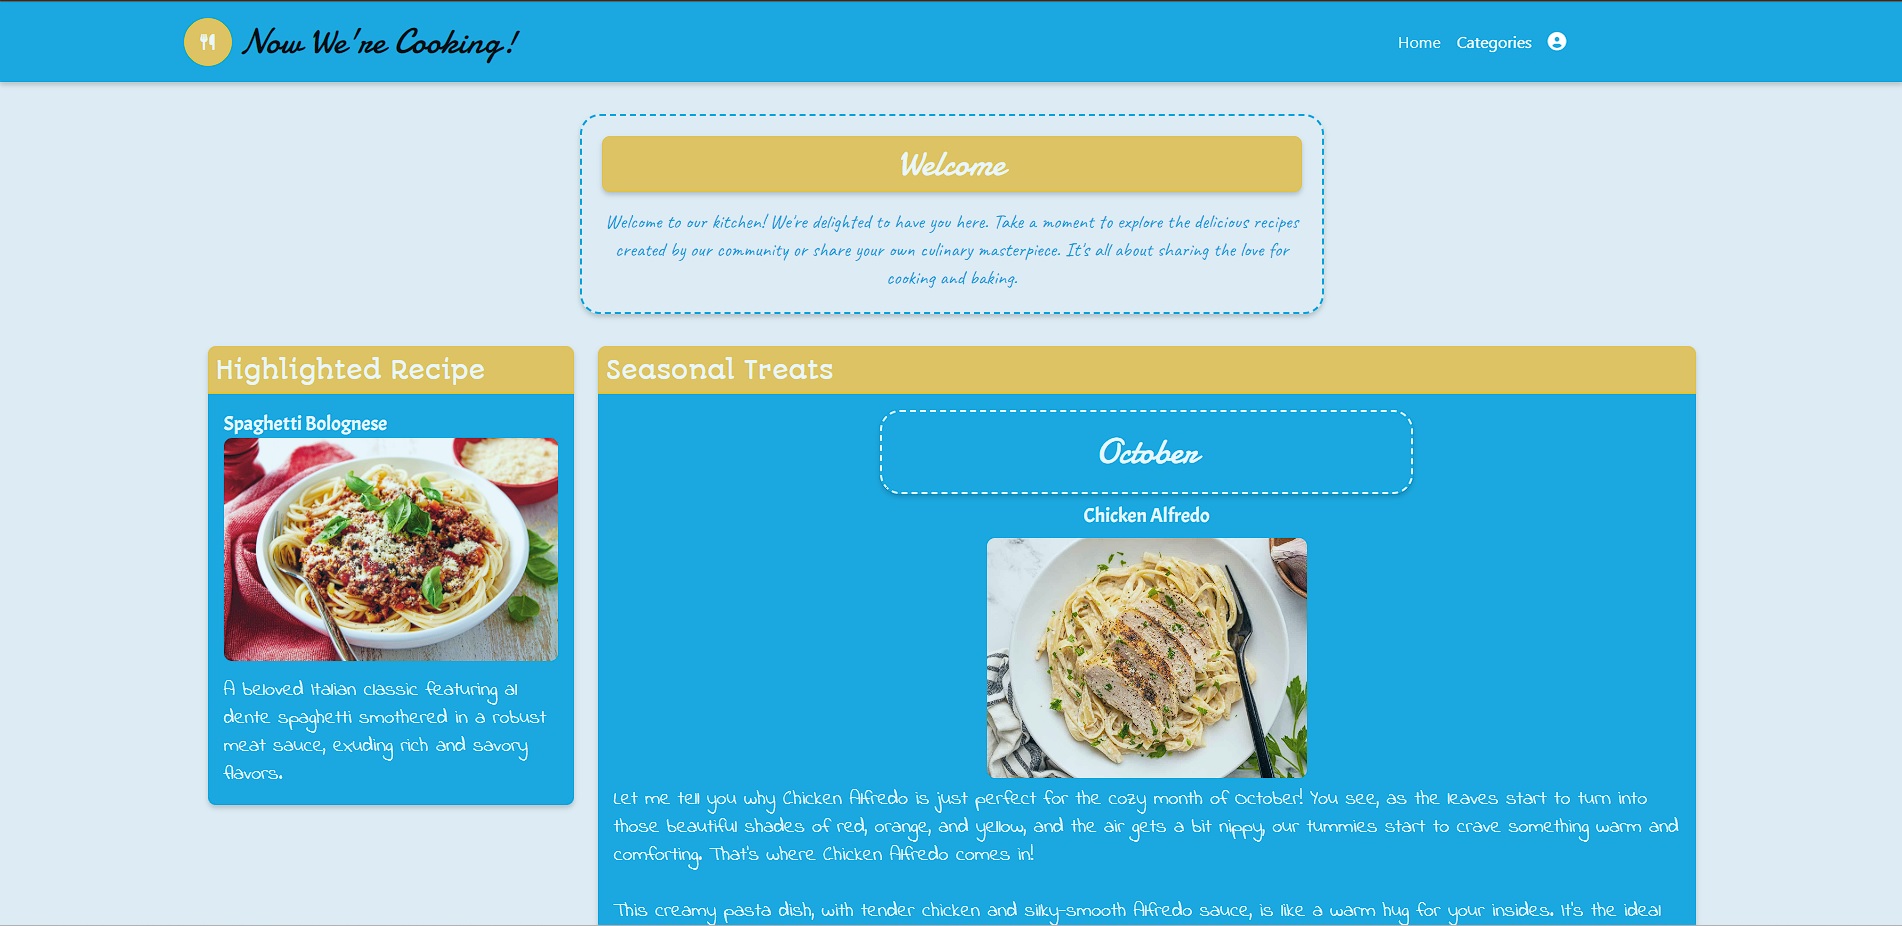 Now We're Cooking!
Home Categories
Welcome
Welcome to our kitchen! We're delighted to have you here. Take a moment to explore the delicious recipes
created by our community or share your own culinary masterpiece. It's all about sharing the love for
cooking and baking.
Highlighted Recipe
Spaghetti Bolognese
A beloved Italian classic featuring al
dente spaghetti smothered in a robust
meat sauce, exuding rich and savory
flavors.
Seasonal Treats
October
Chicken Alfredo
Let me tell you why Chicken Alfredo is just perfect for the cozy month of October! You see, as the leaves start to turn into
those beautiful shades of red, orange, and yellow, and the air gets a bit nippy, our tummies start to crave something warm and
comforting. That's where Chicken Alfredo comes in!
This creamy pasta dish, with tender chicken and silky-smooth Alfredo sauce, is like a warm hug for your insides. It's the ideal